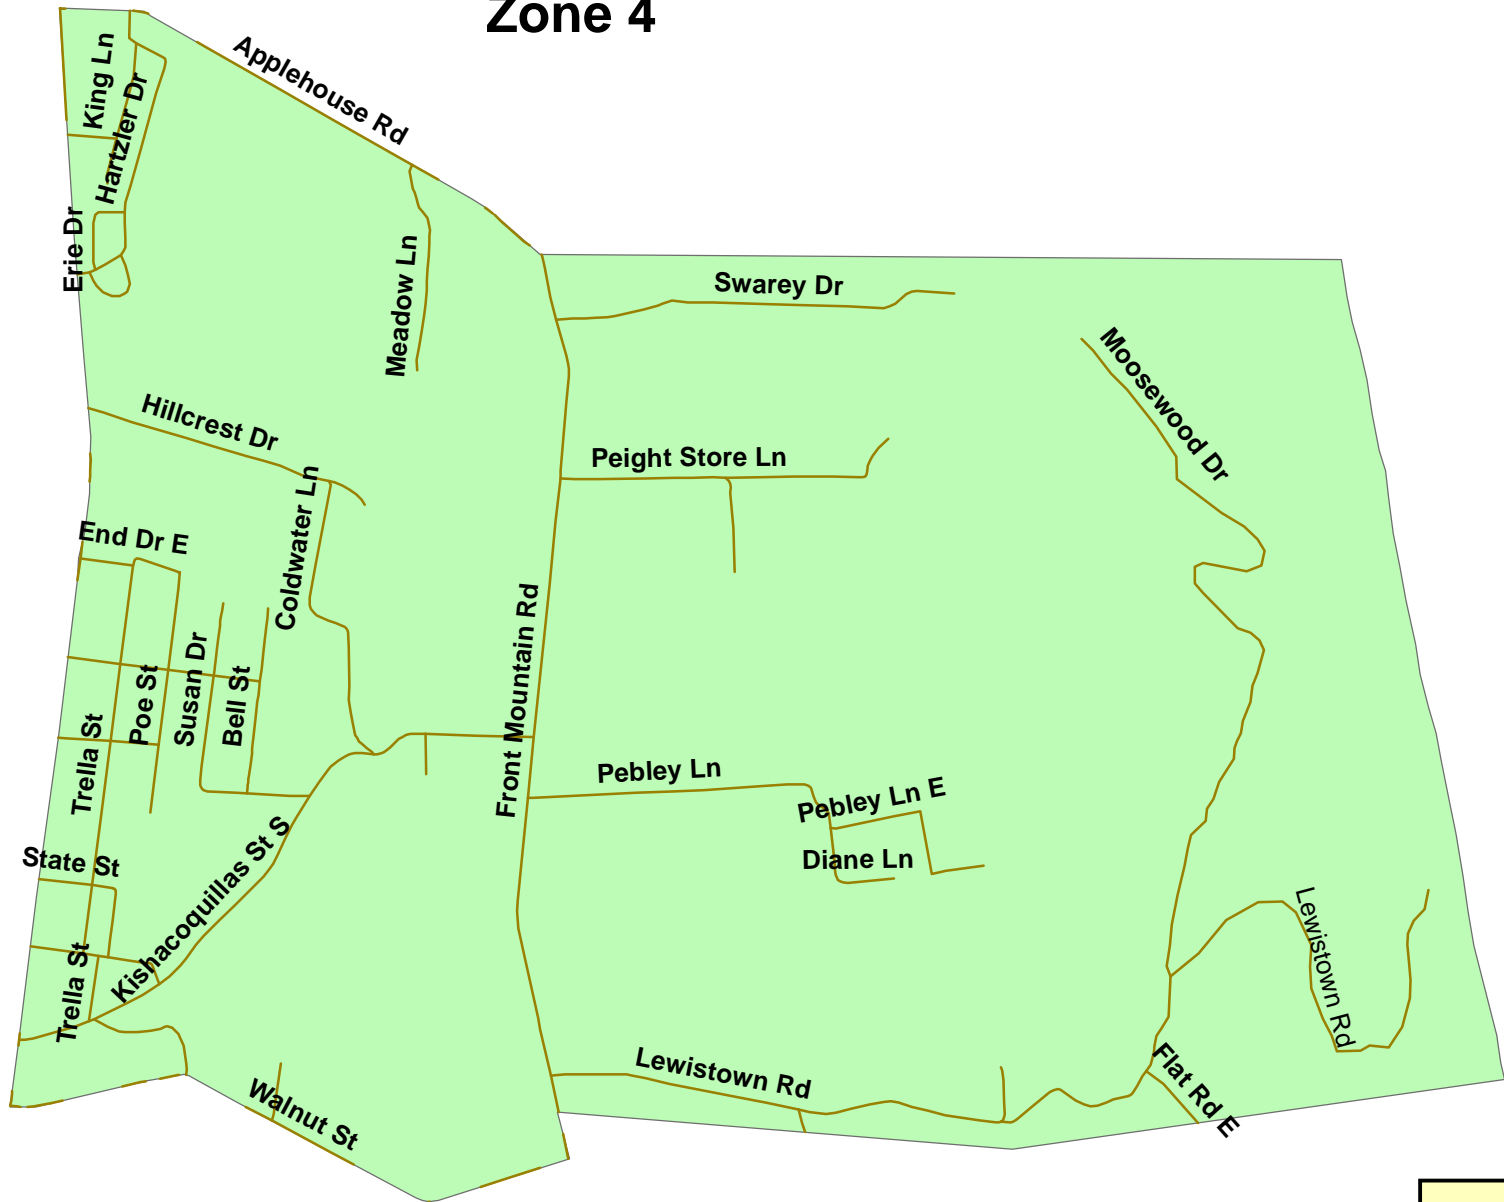 Zone 4
Applehouse Rd
King Ln
Hartzler Dr
Erie Dr
Meadow Ln
Swarey Dr
Moosewood Dr
Hillcrest Dr
Peight Store Ln
Coldwater Ln
End Dr E
Front Mountain Rd
Susan Dr
Poe St
Bell St
Trella St
Pebley Ln
Pebley Ln E
Diane Ln
State St
Kishacoquillas St S
Lewistown Rd
Trella St
Lewistown Rd
Flat Rd E
Walnut St